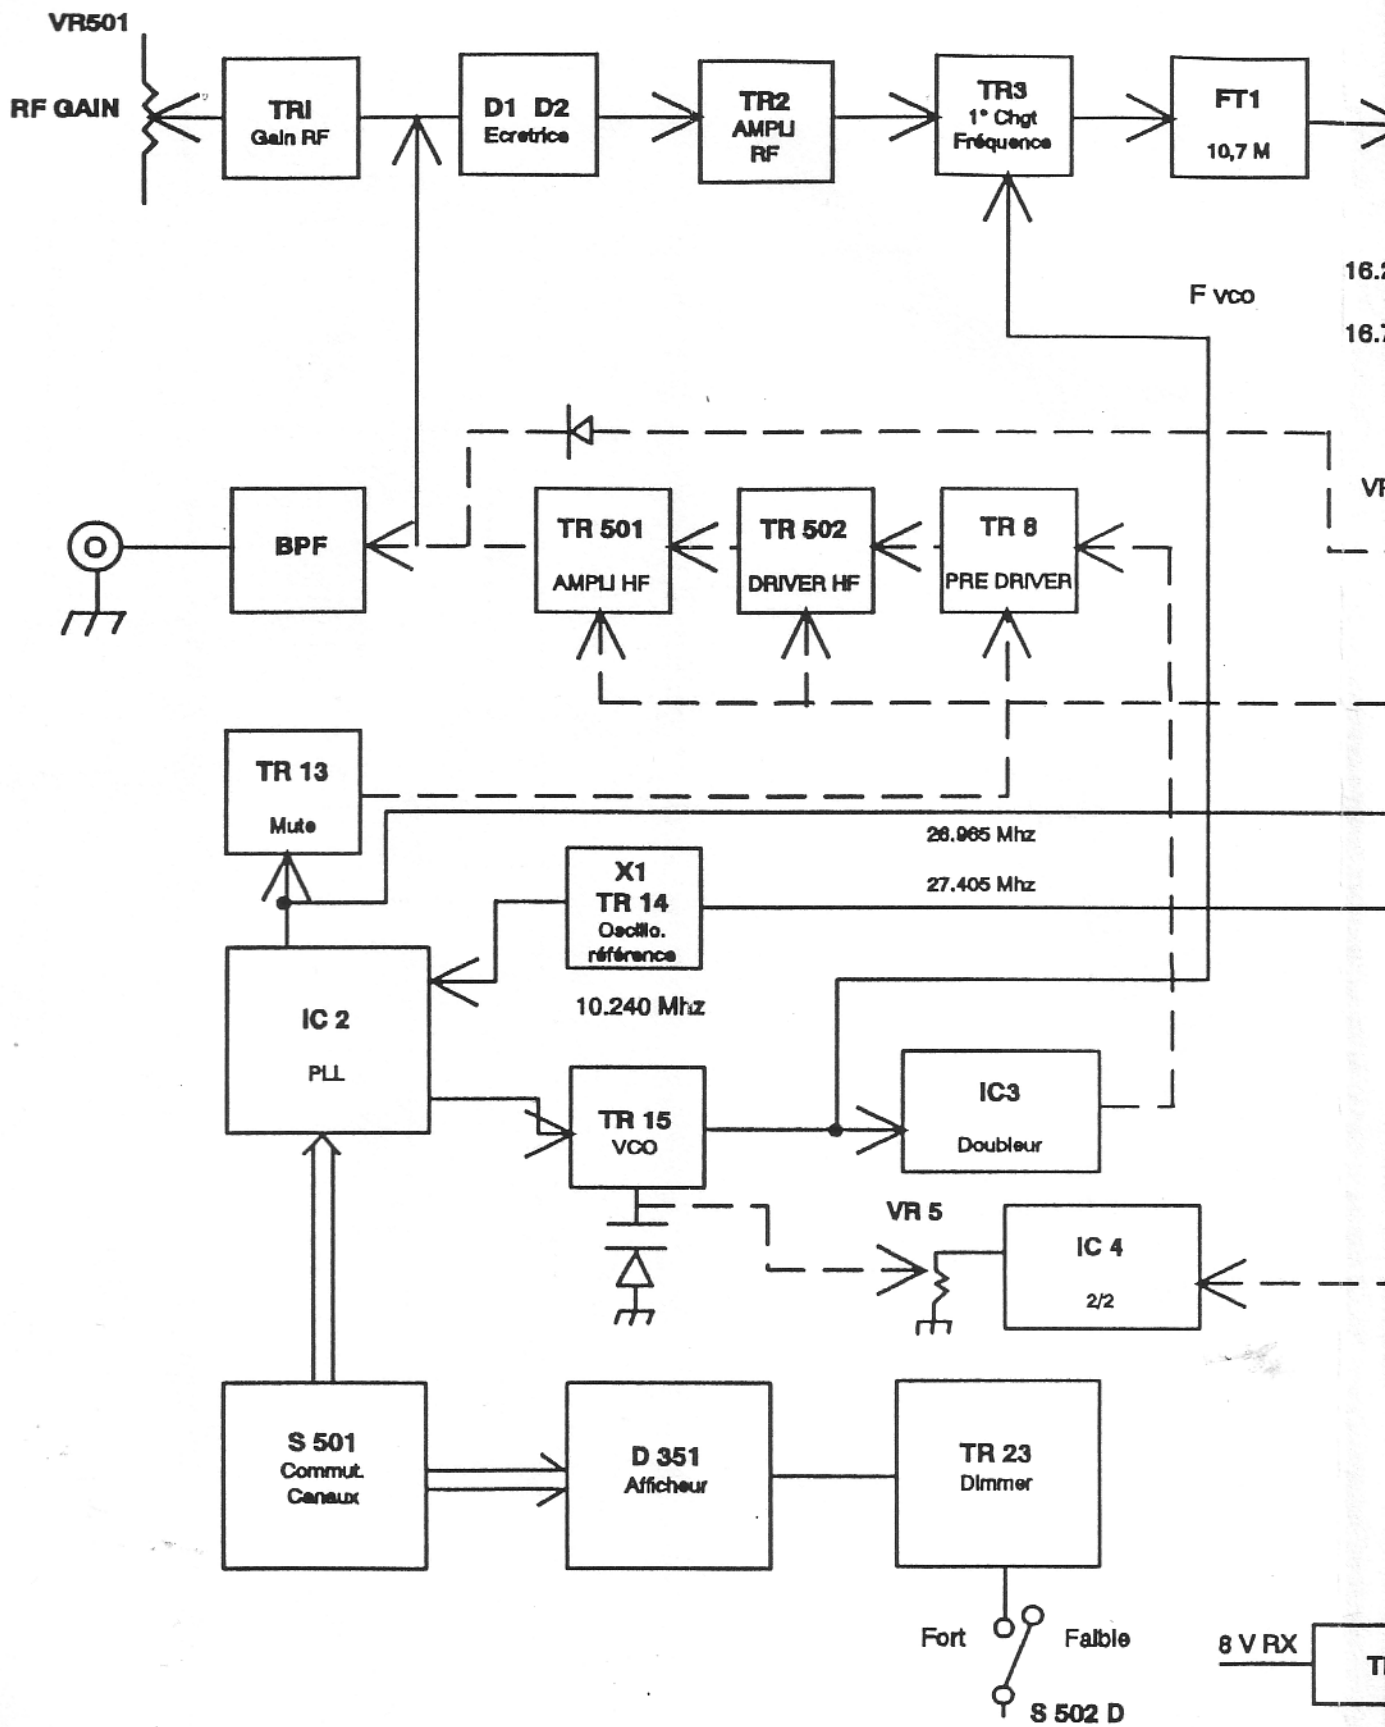 VR501
RF GAIN
TRI
Gain RF
D1 D2
Ecretrice
TR2
AMPLI
RF
TR3
1° Chgt
Fréquence
FT1
10,7 M
F vco
BPF
TR 501
AMPLI HF
TR 502
DRIVER HF
TR 8
PRE DRIVER
TR 13
Mute
26.965 Mhz
27.405 Mhz
X1
TR 14
Oscillo.
référence
10.240 Mhz
IC 2
PLL
TR 15
VCO
IC3
Doubleur
VR 5
IC 4
2/2
S 501
Commut.
Canaux
D 351
Afficheur
TR 23
Dimmer
Fort
Faible
S 502 D
8 V RX